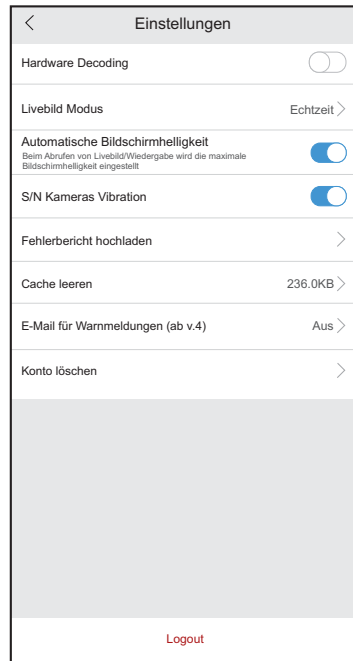 Einstellungen
Hardware Decoding
Livebild Modus Echtzeit
Automatische Bildschirmhelligkeit
Beim Abrufen von Livebild/Wiedergabe wird die maximale
Bildschirmhelligkeit eingestellt
S/N Kameras Vibration
Fehlerbericht hochladen
Cache leeren 236.0KB
E-Mail für Warnmeldungen (ab v.4) Aus
Konto löschen
Logout